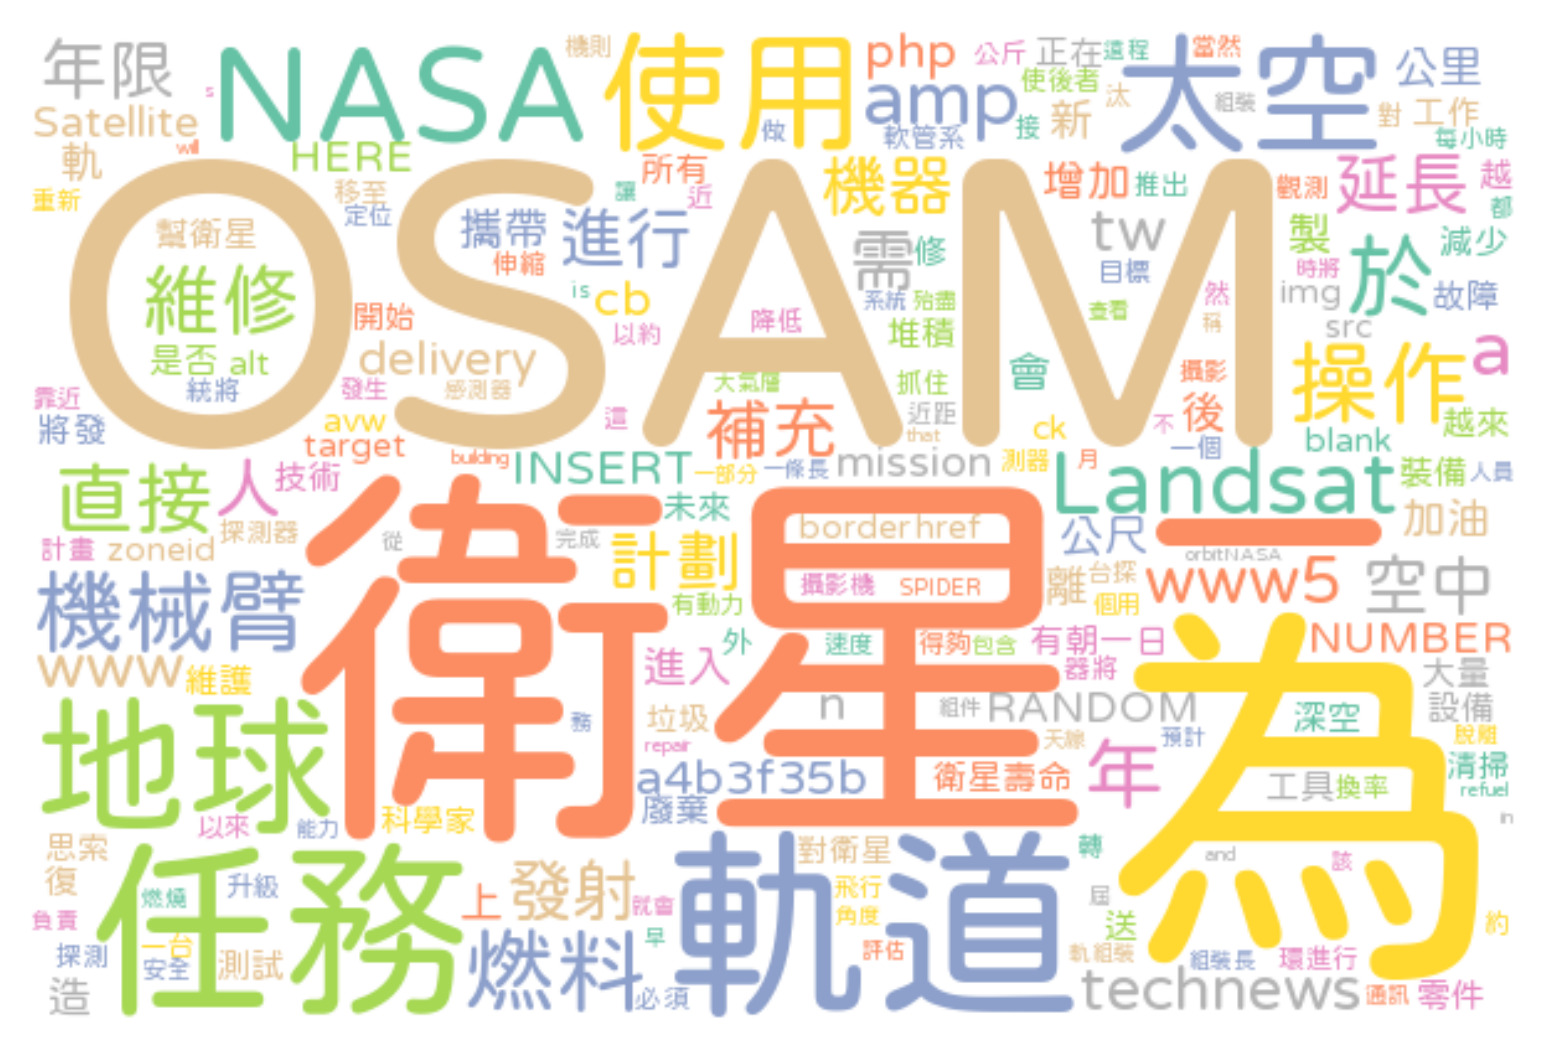 年限 NASA 機則 使用 php 公斤 正在 遠程 當然 太空 公里
Satellite s amp 使後者 汰 組裝 對 工作
軌 will HERE 做 軟管系 接 新 每小時
重新 移至 定位 讓 所有 近 機器 增加 推出 觀測 延長 越 都
OSAM
幫衛星 攜帶 進行 需 修 tw 目標 製 減少
維修 伸縮 is cb 系統 殆盡 然 時將 img 於 故障
開始 以約 降低 堆積 查看 稱 src a
是否 alt delivery 大氣層 抓住 會 攝影 操作
靠近 統將 發生 感測器 這 近距 後 越來
將發 avw 補充 that ck 不 一個 blank
target building INSERT 一部分 一條長 mission 測器 月 Landsat 裝備 人員
直接 人 技術 衛星 未來 border href 公尺 一 加油
計畫 zoneid 探測器 從 完成 計劃 orbitNASA
機械臂 有動力 攝影機 SPIDER 離 台探 個用 www5 空中
www 維護 外 進入 速度 得夠 包含 有朝一日 器將 NUMBER 大量
地球 務 垃圾 n 組件 RANDOM 為 深空 設備
repair 天線 年 預計 脫離
a4b3f35b 衛星壽命 工具 換率 清掃 refuel
以來 能力 科學家 廢棄 in
思索 任務 軌道 對衛星 轉 and 該
復 燃燒 升級 上 發射 就會 飛行 屆
負責 一台 角度 送 約
探測 安全 測試 燃料 早 評估 軌組裝 組裝長 環進行
造 必須 technews 通訊 零件